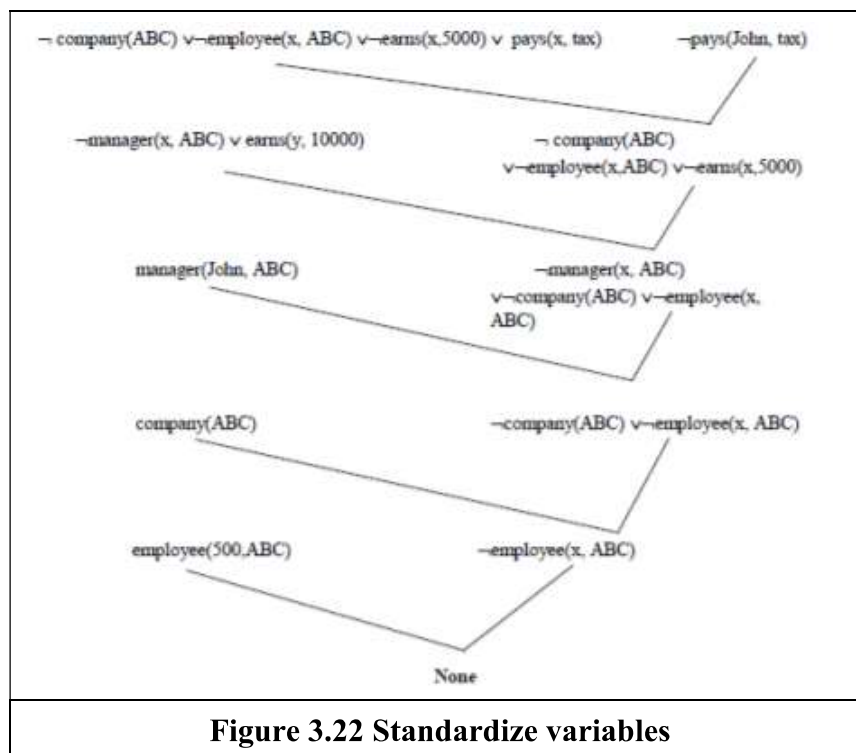 ¬ company(ABC) ∨¬employee(x, ABC) ∨¬earns(x,5000) ∨ pays(x, tax) ¬pays(John, tax)
¬manager(x, ABC) ∨ earns(y, 10000) ¬ company(ABC)
∨¬employee(x,ABC) ∨¬earns(x,5000)
manager(John, ABC) ¬manager(x, ABC)
∨¬company(ABC) ∨¬employee(x,
ABC)
company(ABC) ¬company(ABC) ∨¬employee(x, ABC)
employee(500,ABC) ¬employee(x, ABC)
None
Figure 3.22 Standardize variables